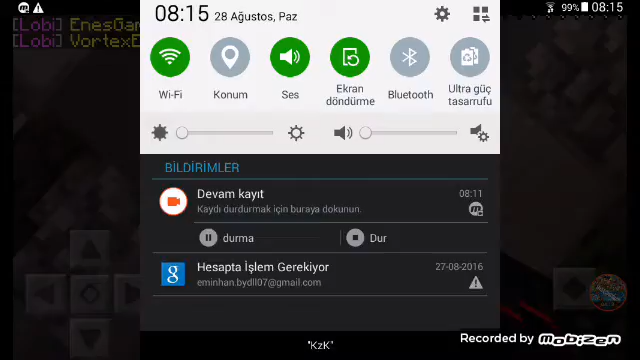 99% 08:15
[Lobi] EnesGa
[Lobi] VortexE
08:15 28 Ağustos, Paz
Wi-Fi
Konum
Ses
Ekran döndürme
Bluetooth
Ultra güç tasarrufu
BİLDİRİMLER
Devam kayıt 08:11
Kaydı durdurmak için buraya dokunun.
durma Dur
Hesapta İşlem Gerekiyor 27-08-2016
eminhan.bydll07@gmail.com
"KzK"
Recorded by MobiZen